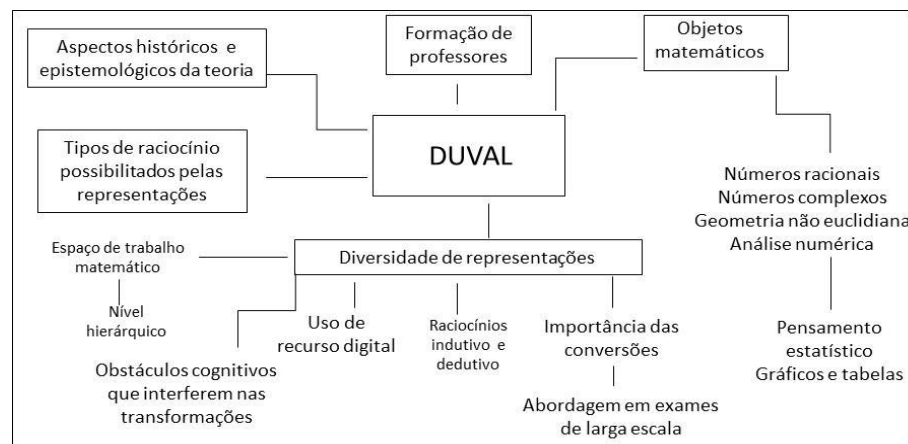 Aspectos históricos e
epistemológicos da teoria
Formação de
professores
Objetos
matemáticos
Tipos de raciocínio
possibilitados pelas
representações
DUVAL
Números racionais
Números complexos
Geometria não euclidiana
Análise numérica
Espaço de trabalho
matemático
Diversidade de representações
Nível
hierárquico
Uso de
recurso digital
Raciocínios
indutivo e
dedutivo
Importância das
conversões
Pensamento
estatístico
Gráficos e tabelas
Obstáculos cognitivos
que interferem nas
transformações
Abordagem em exames
de larga escala